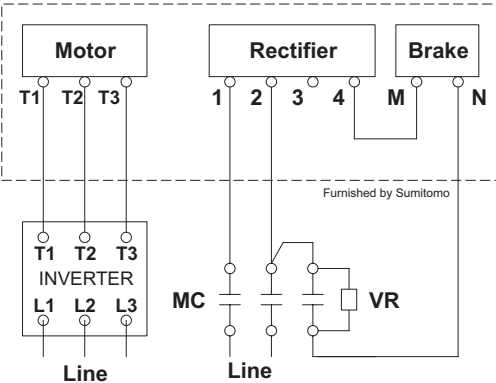 Motor Rectifier Brake
T1 T2 T3 1 2 3 4 M N
Furnished by Sumitomo
T1 T2 T3
INVERTER
L1 L2 L3
MC VR
Line Line